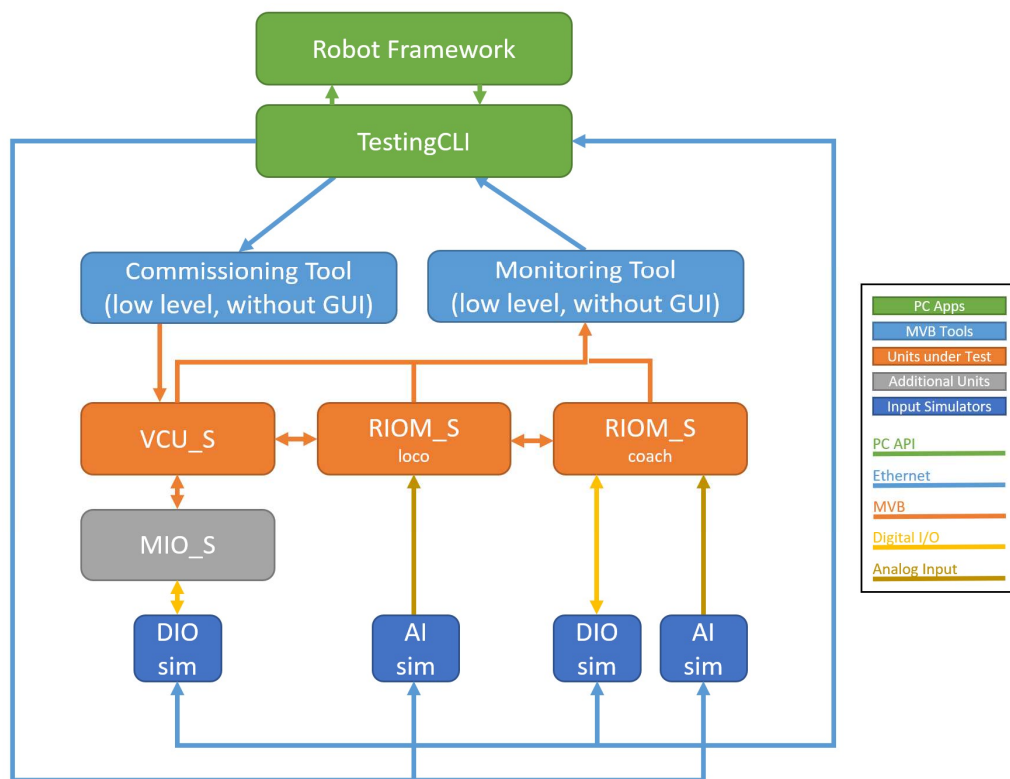 Robot Framework
TestingCLI
Commissioning Tool
(low level, without GUI)
Monitoring Tool
(low level, without GUI)
VCU_S
RIOM_S
loco
RIOM_S
coach
MIO_S
DIO
sim
AI
sim
DIO
sim
AI
sim
PC Apps
MVB Tools
Units under Test
Additional Units
Input Simulators
PC API
Ethernet
MVB
Digital I/O
Analog Input